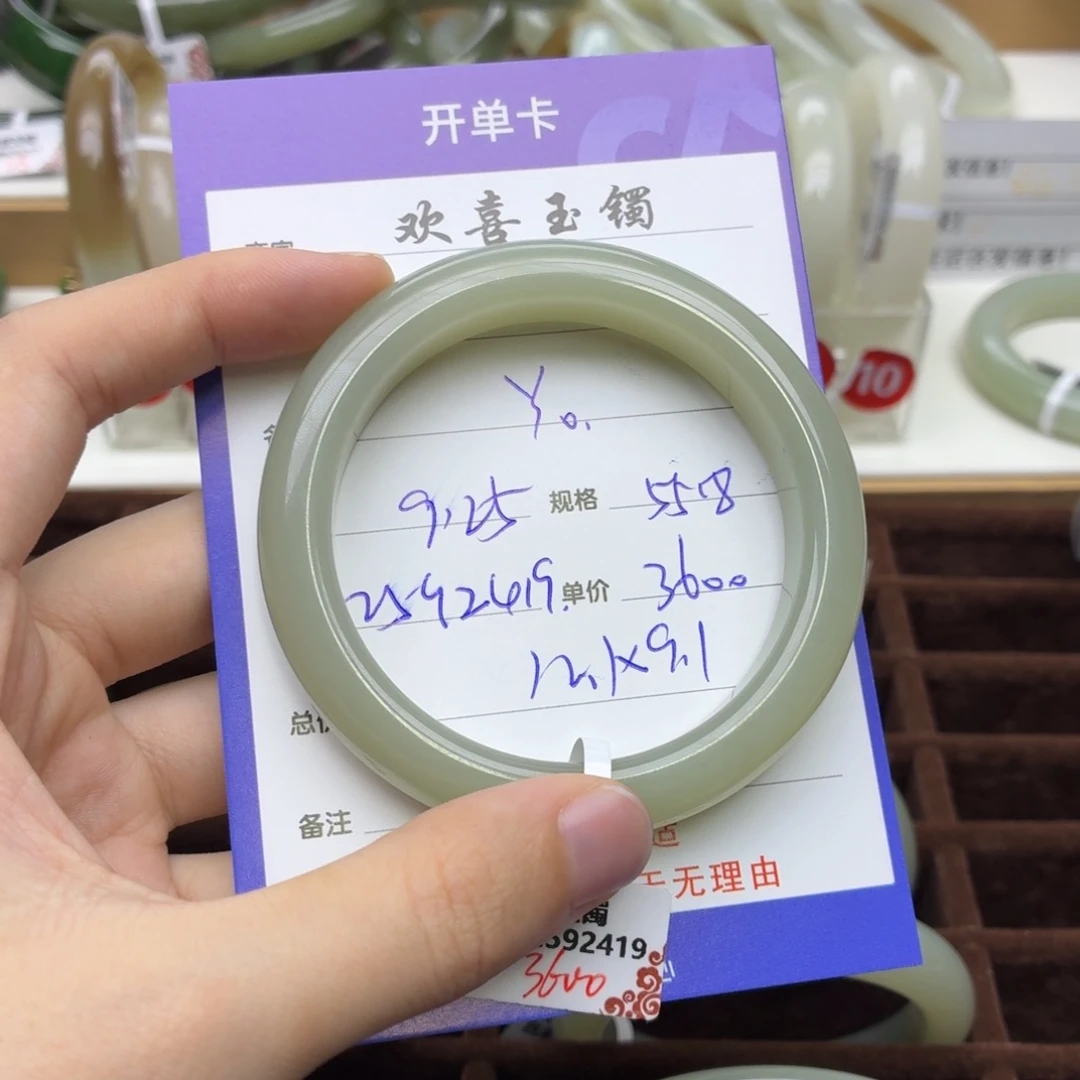 开单卡
欢喜玉镯
Y。
9.25 规格 55.8
2592419. 单价 3600
12.1×9.1
备注
无理由
592419
3600
/10